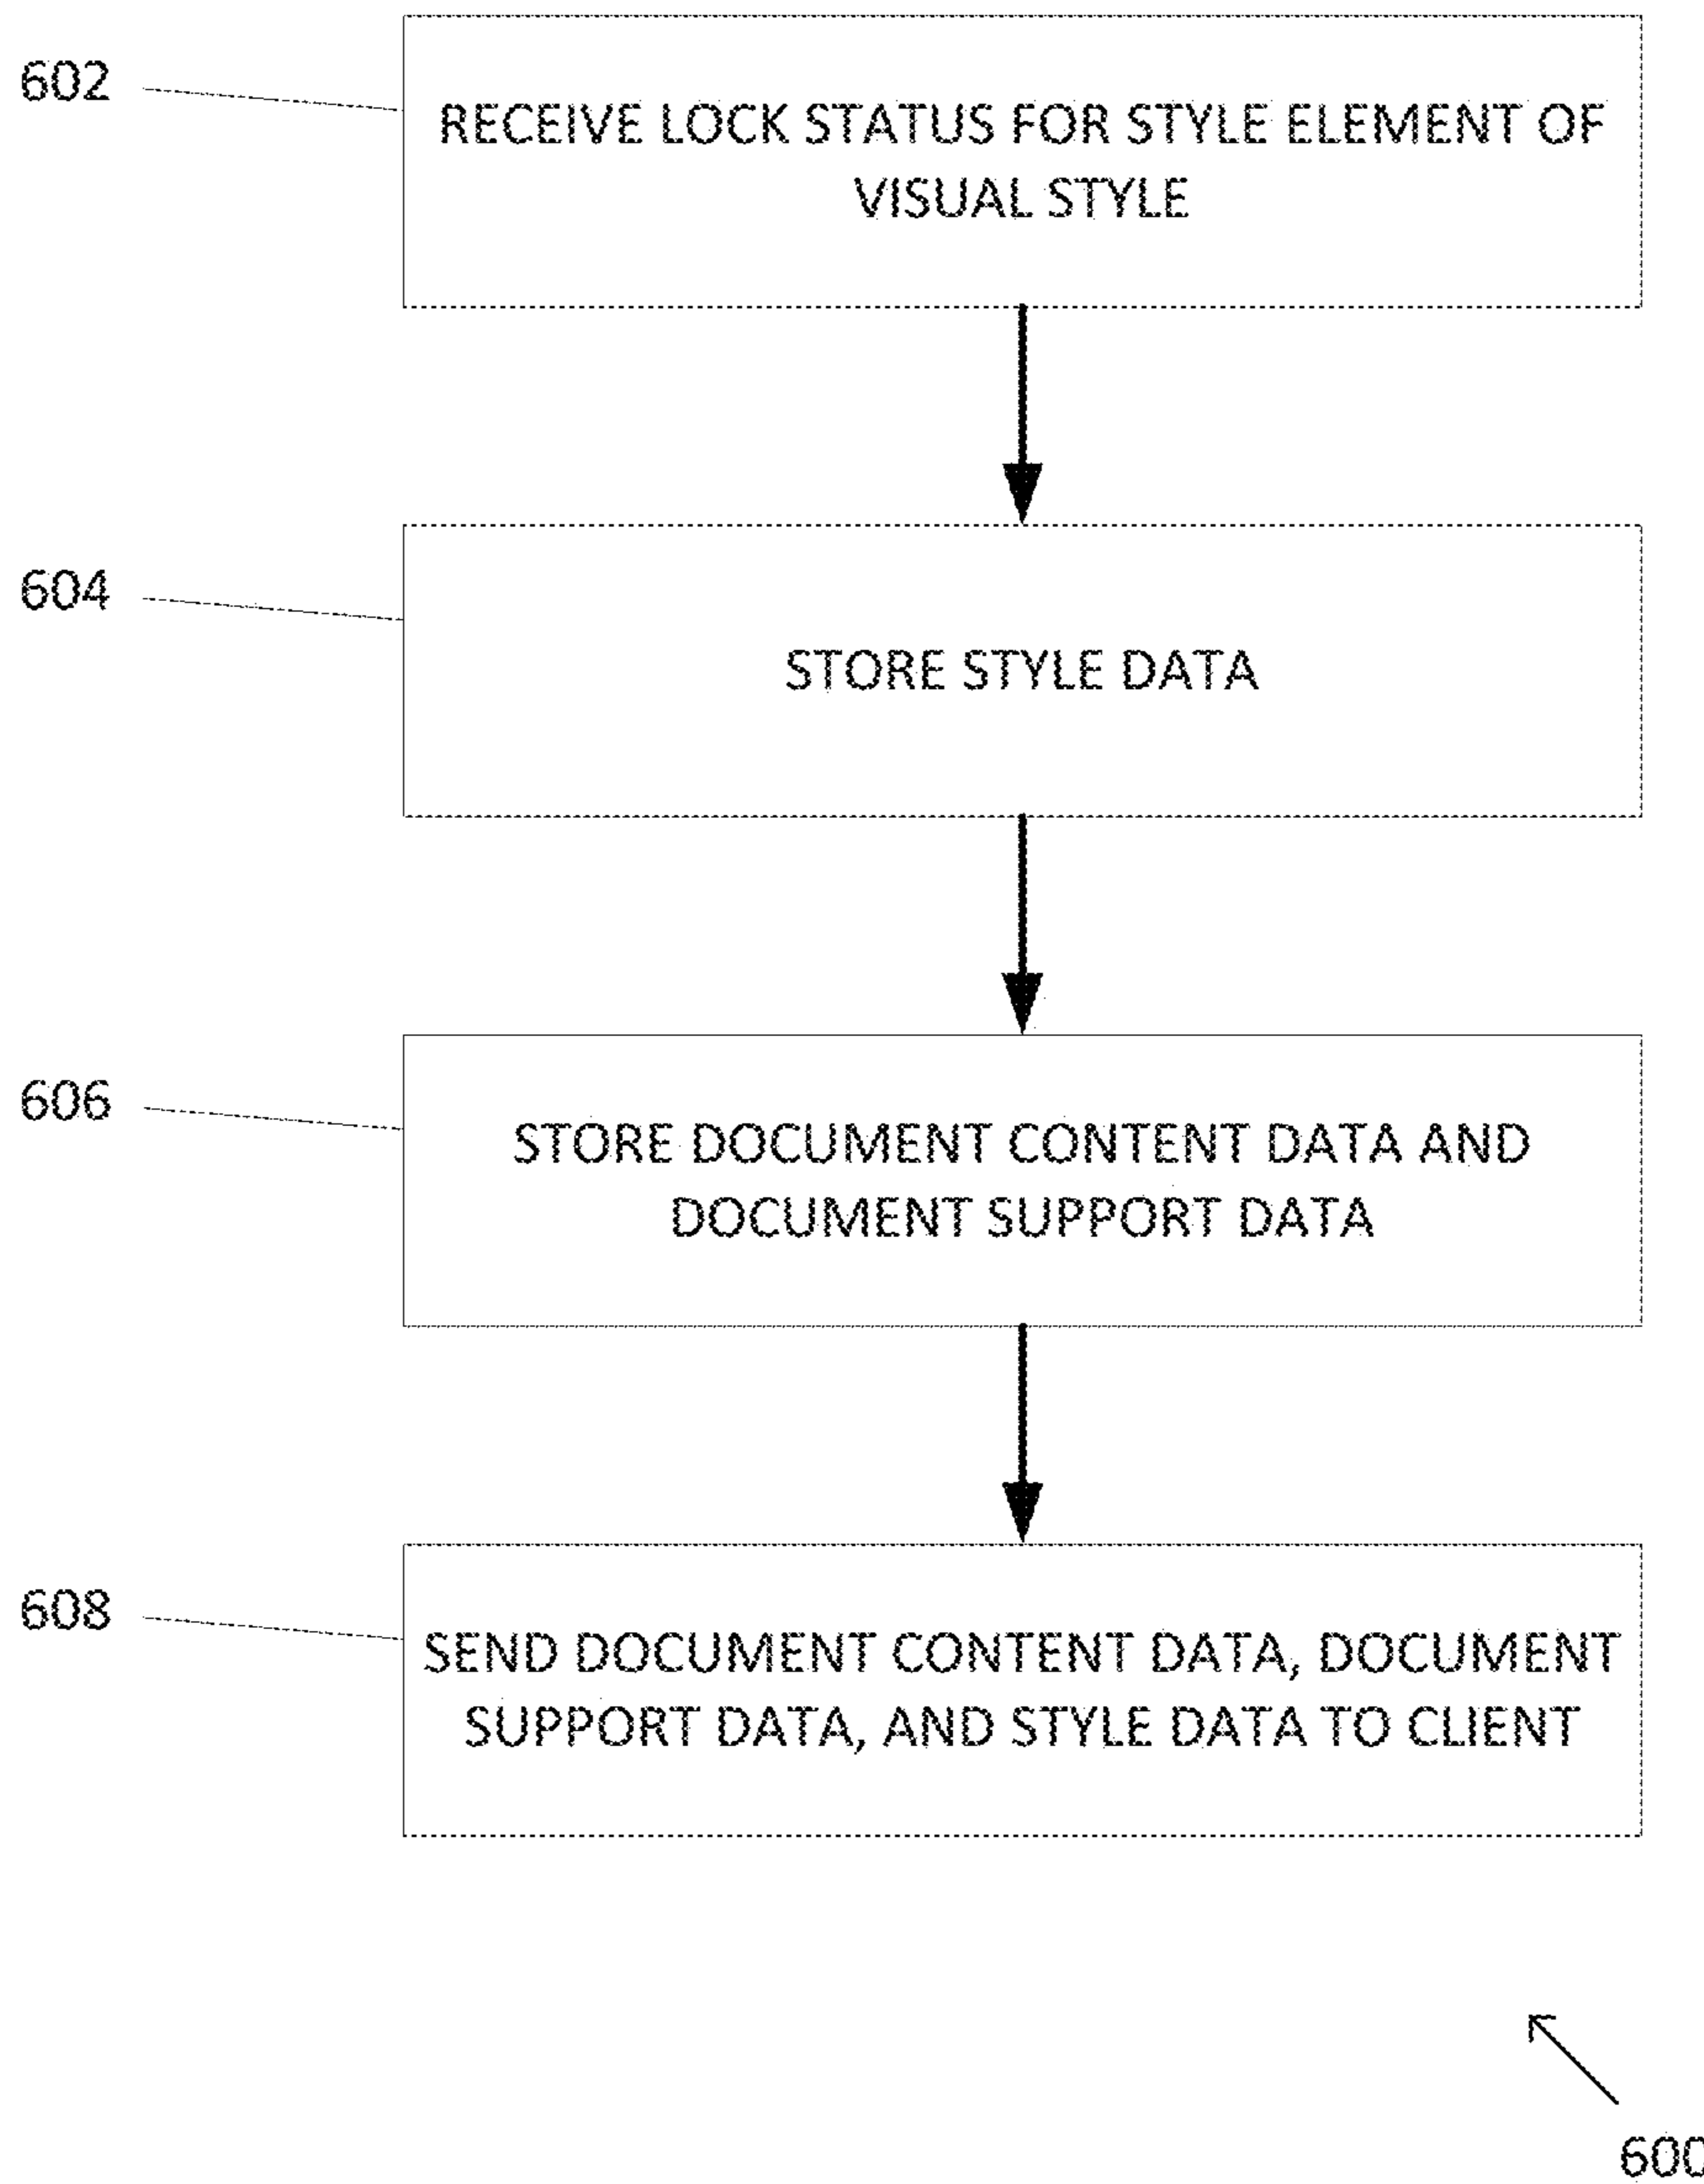 602
RECEIVE LOCK STATUS FOR STYLE ELEMENT OF
VISUAL STYLE
604
STORE STYLE DATA
606
STORE DOCUMENT CONTENT DATA AND
DOCUMENT SUPPORT DATA
608
SEND DOCUMENT CONTENT DATA, DOCUMENT
SUPPORT DATA, AND STYLE DATA TO CLIENT
600